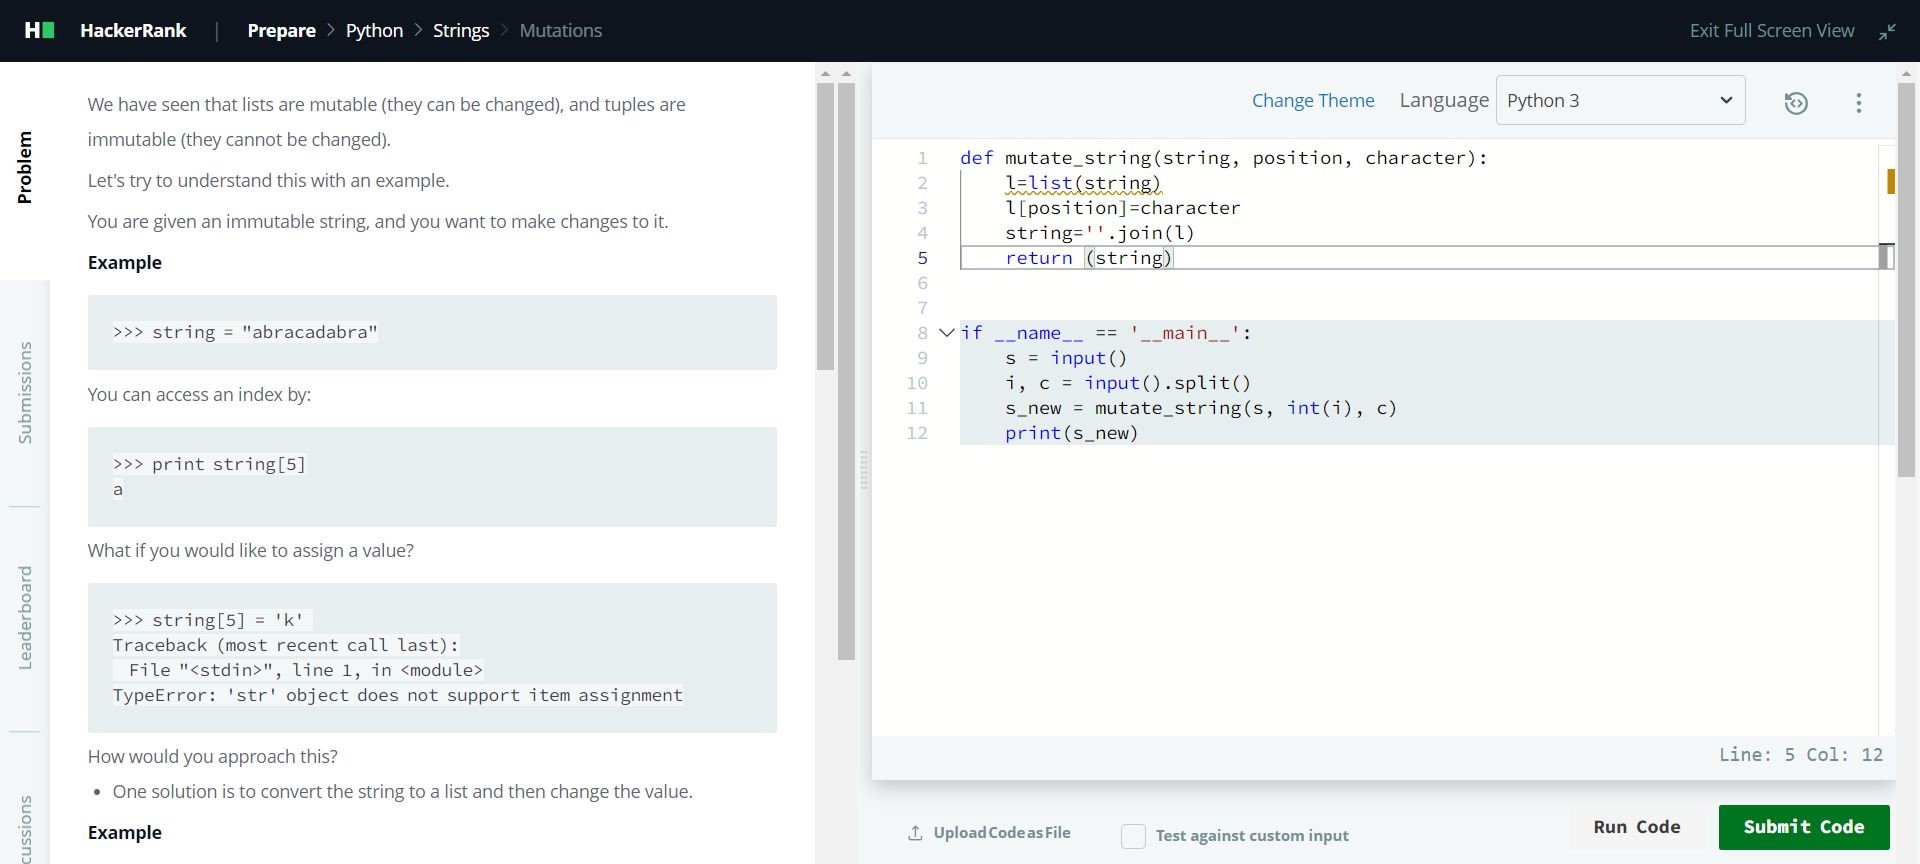 HackerRank | Prepare > Python > Strings > Mutations
Exit Full Screen View
Problem
Submissions
Leaderboard
cussions
We have seen that lists are mutable (they can be changed), and tuples are
immutable (they cannot be changed).
Let's try to understand this with an example.
You are given an immutable string, and you want to make changes to it.
Example
>>> string = "abracadabra"
You can access an index by:
>>> print string[5]
a
What if you would like to assign a value?
>>> string[5] = 'k'
Traceback (most recent call last):
  File "<stdin>", line 1, in <module>
TypeError: 'str' object does not support item assignment
How would you approach this?
• One solution is to convert the string to a list and then change the value.
Example
Change Theme Language Python 3
1 def mutate_string(string, position, character):
2     l=list(string)
3     l[position]=character
4     string=''.join(l)
5     return (string)
6
7
8 if __name__ == '__main__':
9     s = input()
10     i, c = input().split()
11     s_new = mutate_string(s, int(i), c)
12     print(s_new)
Line: 5 Col: 12
Upload Code as File
Test against custom input
Run Code
Submit Code